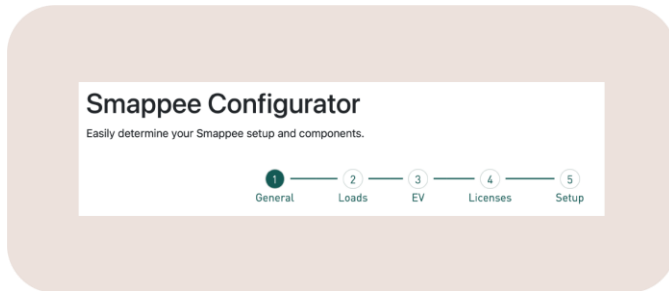 Smappee Configurator
Easily determine your Smappee setup and components.
1 2 3 4 5
General Loads EV Licenses Setup